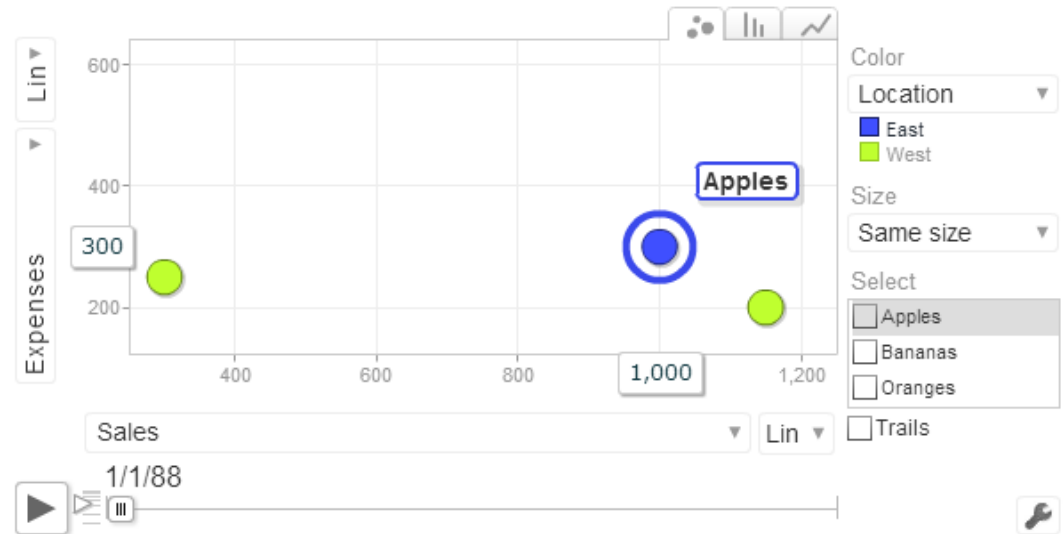 Lin
Expenses
600
400
200
300
Apples
400
600
800
1,000
1,200
Sales
Lin
1/1/88
Color
Location
East
West
Size
Same size
Select
Apples
Bananas
Oranges
Trails